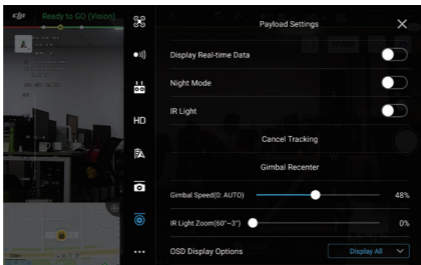 dji Ready to GO (Vision)
Payload Settings
Display Real-time Data
Night Mode
IR Light
HD
Cancel Tracking
Gimbal Recenter
Gimbal Speed(0: AUTO) 48%
IR Light Zoom(60°~3°) 0%
OSD Display Options Display All